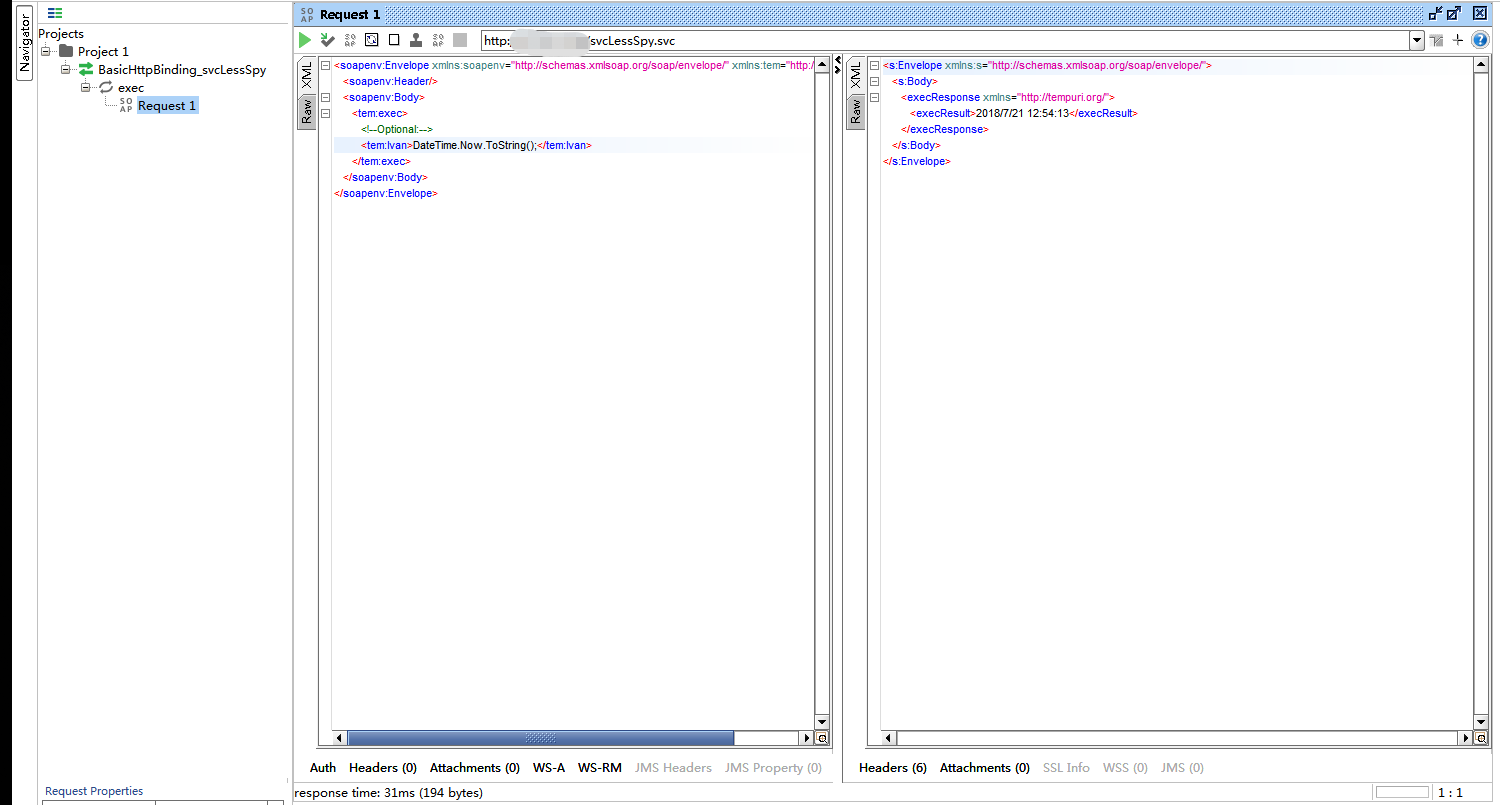 Navigator
Projects
Project 1
BasicHttpBinding_svcLessSpy
exec
SO AP Request 1
Request Properties
SO AP Request 1
http: /svcLessSpy.svc
XML
Raw
<soapenv:Envelope xmlns:soapenv="http://schemas.xmlsoap.org/soap/envelope/" xmlns:tem="http:/
<soapenv:Header/>
<soapenv:Body>
<tem:exec>
<!--Optional:-->
<tem:Ivan>DateTime.Now.ToString();</tem:Ivan>
</tem:exec>
</soapenv:Body>
</soapenv:Envelope>
Auth Headers (0) Attachments (0) WS-A WS-RM JMS Headers JMS Property (0)
XML
Raw
<s:Envelope xmlns:s="http://schemas.xmlsoap.org/soap/envelope/">
<s:Body>
<execResponse xmlns="http://tempuri.org/">
<execResult>2018/7/21 12:54:13</execResult>
</execResponse>
</s:Body>
</s:Envelope>
Headers (6) Attachments (0) SSL Info WSS (0) JMS (0)
response time: 31ms (194 bytes)
1 : 1